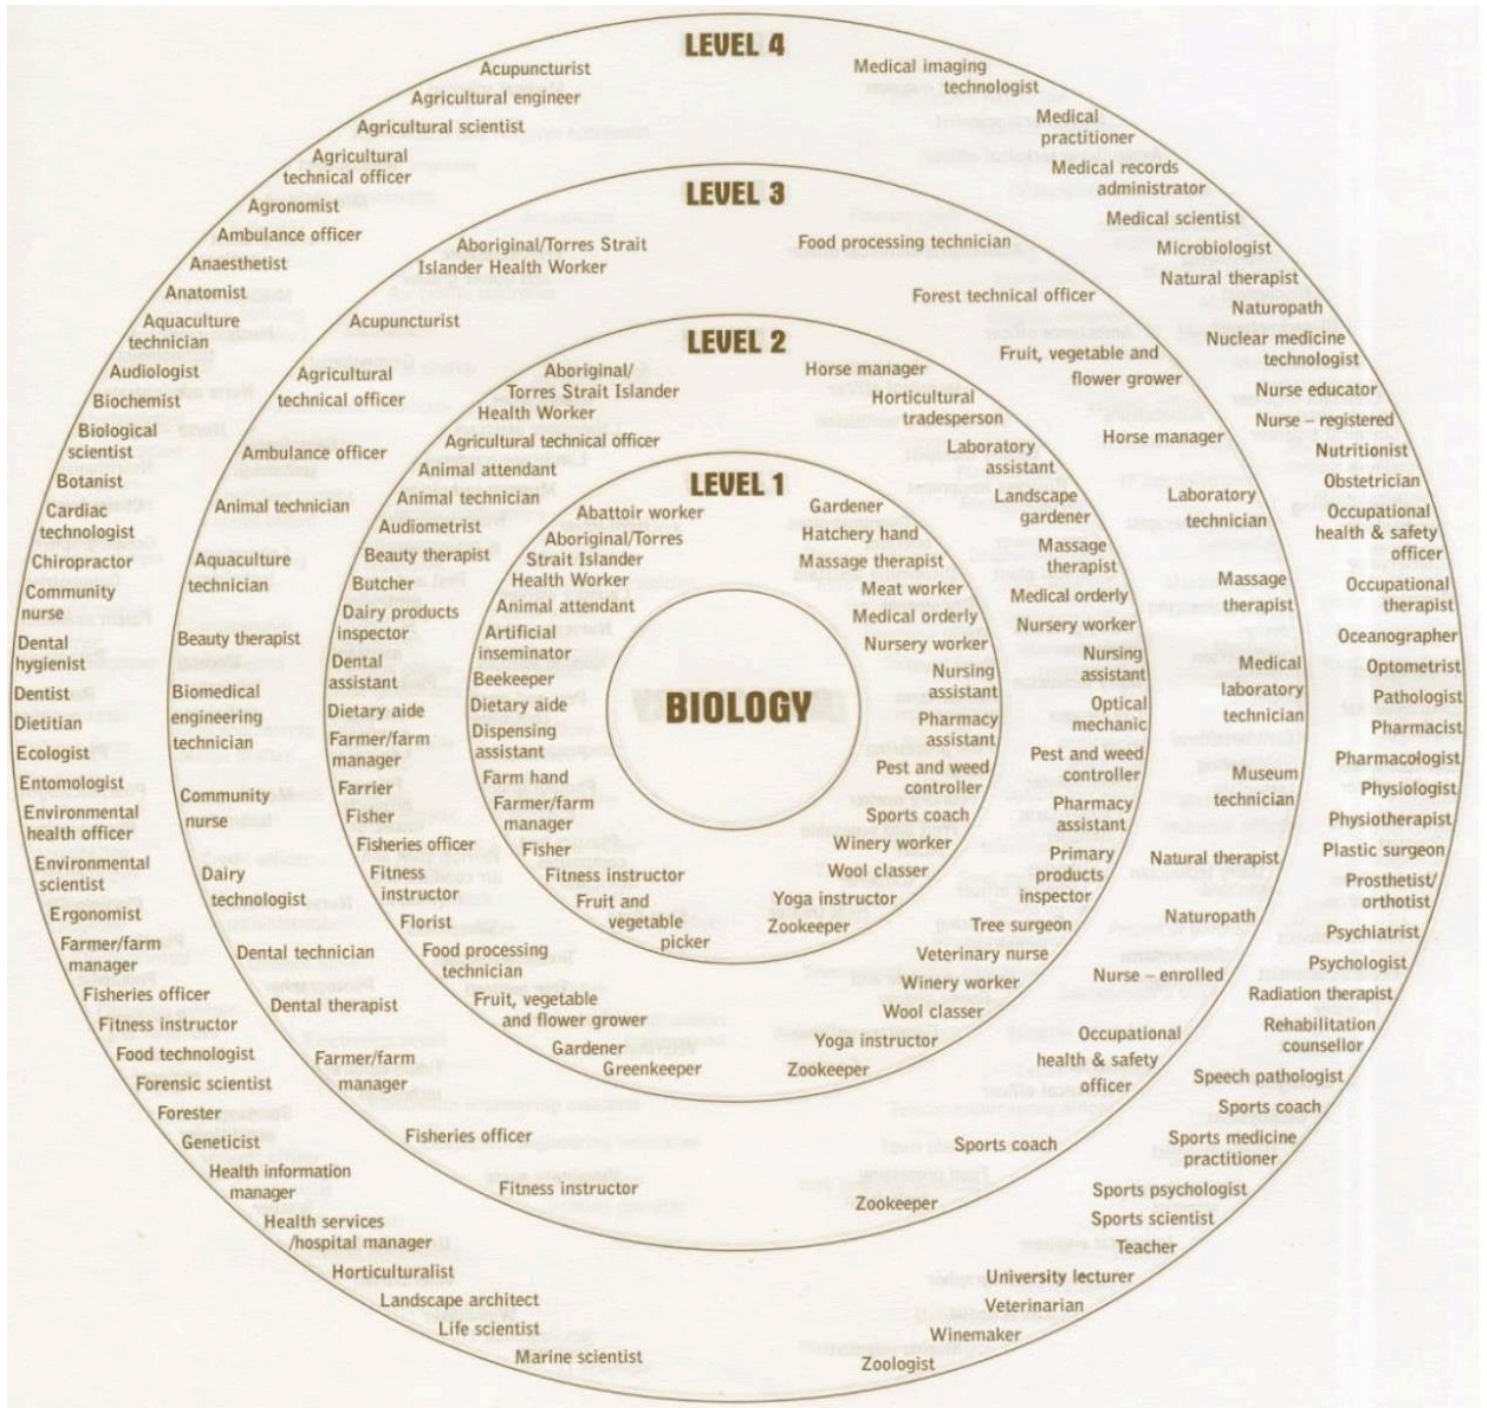 LEVEL 4
Acupuncturist
Agricultural engineer
Agricultural scientist
Agricultural
technical officer
Agronomist
Ambulance officer
Anaesthetist
Anatomist
Aquaculture
technician
Audiologist
Biochemist
Biological
scientist
Botanist
Cardiac
technologist
Chiropractor
Community
nurse
Dental
hygienist
Dentist
Dietitian
Ecologist
Entomologist
Environmental
health officer
Environmental
scientist
Ergonomist
Farmer/farm
manager
Fisheries officer
Fitness instructor
Food technologist
Forensic scientist
Forester
Geneticist
Health information
manager
Health services
/hospital manager
Horticulturalist
Landscape architect
Life scientist
Marine scientist
Medical imaging
technologist
Medical
practitioner
Medical records
administrator
Medical scientist
Microbiologist
Natural therapist
Naturopath
Nuclear medicine
technologist
Nurse educator
Nurse – registered
Nutritionist
Obstetrician
Occupational
health & safety
officer
Occupational
therapist
Oceanographer
Optometrist
Pathologist
Pharmacist
Pharmacologist
Physiologist
Physiotherapist
Plastic surgeon
Prosthetist/
orthotist
Psychiatrist
Psychologist
Radiation therapist
Rehabilitation
counsellor
Speech pathologist
Sports coach
Sports medicine
practitioner
Sports psychologist
Sports scientist
Teacher
University lecturer
Veterinarian
Winemaker
Zoologist
LEVEL 3
Aboriginal/Torres Strait
Islander Health Worker
Acupuncturist
Agricultural
technical officer
Ambulance officer
Animal technician
Aquaculture
technician
Beauty therapist
Biomedical
engineering
technician
Community
nurse
Dairy
technologist
Dental technician
Dental therapist
Farmer/farm
manager
Fisheries officer
Fitness instructor
Food processing technician
Forest technical officer
Fruit, vegetable and
flower grower
Horse manager
Laboratory
technician
Massage
therapist
Medical
laboratory
technician
Museum
technician
Natural therapist
Naturopath
Nurse – enrolled
Occupational
health & safety
officer
Sports coach
Zookeeper
LEVEL 2
Aboriginal/
Torres Strait Islander
Health Worker
Agricultural technical officer
Animal attendant
Animal technician
Audiometrist
Beauty therapist
Butcher
Dairy products
inspector
Dental
assistant
Dietary aide
Farmer/farm
manager
Farrier
Fisher
Fisheries officer
Fitness
instructor
Florist
Food processing
technician
Fruit, vegetable
and flower grower
Gardener
Greenkeeper
Horse manager
Horticultural
tradesperson
Laboratory
assistant
Landscape
gardener
Massage
therapist
Medical orderly
Nursery worker
Nursing
assistant
Optical
mechanic
Pest and weed
controller
Pharmacy
assistant
Primary
products
inspector
Tree surgeon
Veterinary nurse
Winery worker
Wool classer
Yoga instructor
Zookeeper
LEVEL 1
Abattoir worker
Aboriginal/Torres
Strait Islander
Health Worker
Animal attendant
Artificial
inseminator
Beekeeper
Dietary aide
Dispensing
assistant
Farm hand
Farmer/farm
manager
Fisher
Fitness instructor
Fruit and
vegetable
picker
Gardener
Hatchery hand
Massage therapist
Meat worker
Medical orderly
Nursery worker
Nursing
assistant
Pharmacy
assistant
Pest and weed
controller
Sports coach
Winery worker
Wool classer
Yoga instructor
Zookeeper
BIOLOGY